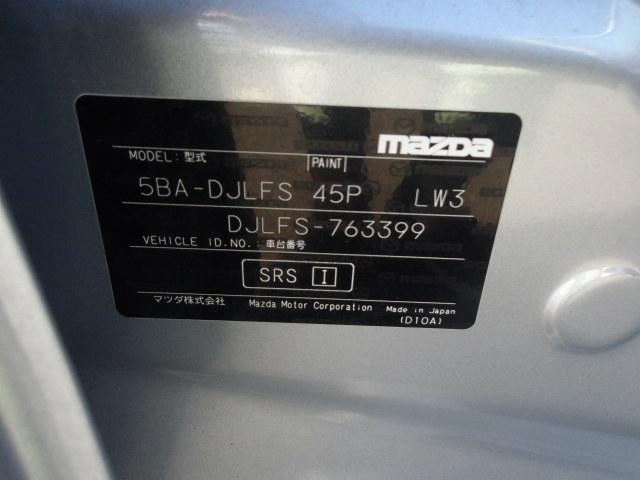 mazda
MODEL: 型式 PAINT
5BA-DJLFS 45P LW3
DJLFS-763399
VEHICLE ID.NO.: 車台番号
SRS I
マツダ株式会社 Mazda Motor Corporation Made in Japan
(D10A)